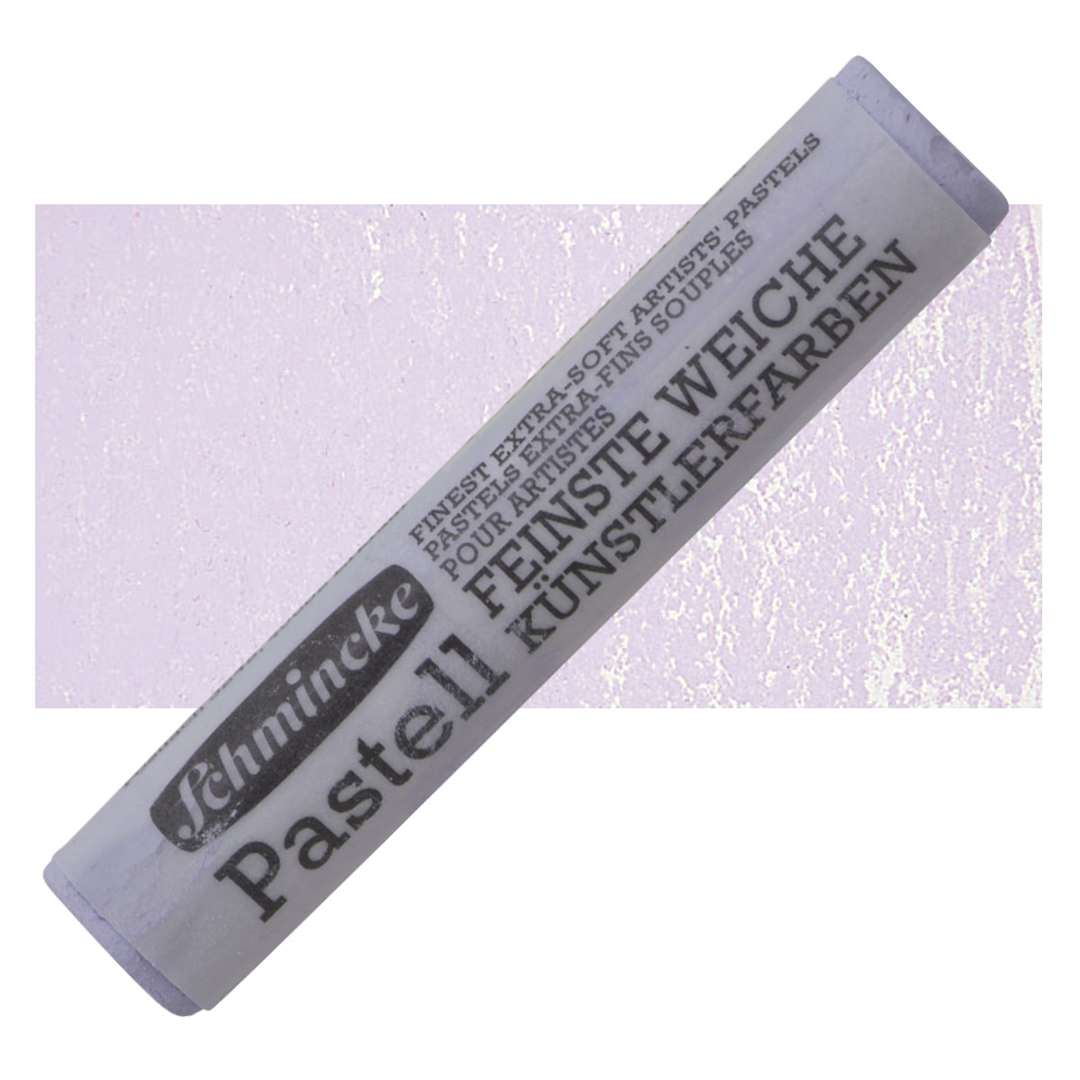 FINEST EXTRA-SOFT ARTISTS' PASTELS
PASTELS EXTRA-FINS SOUPLES
POUR ARTISTES
FEINSTE WEICHE
KÜNSTLERFARBEN
Schmincke
Pastell